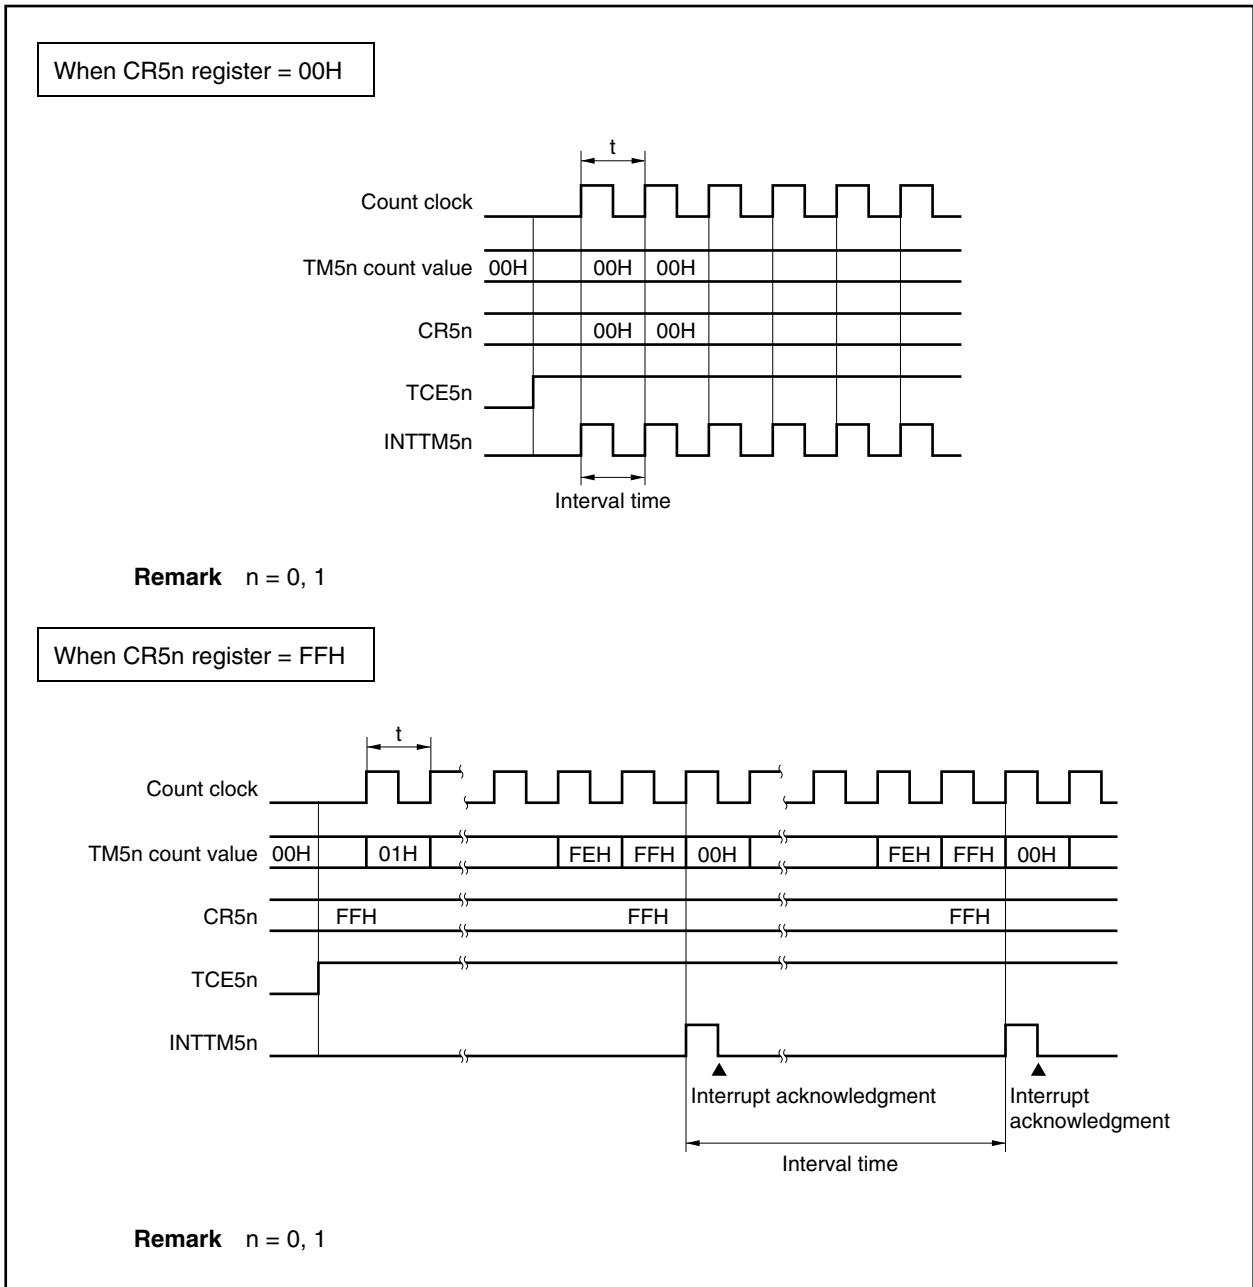 When CR5n register = 00H
t
Count clock
TM5n count value 00H 00H 00H
CR5n 00H 00H
TCE5n
INTTM5n
Interval time
Remark n = 0, 1
When CR5n register = FFH
t
Count clock
TM5n count value 00H 01H FEH FFH 00H FEH FFH 00H
CR5n FFH FFH FFH
TCE5n
INTTM5n
Interrupt acknowledgment Interrupt
acknowledgment
Interval time
Remark n = 0, 1